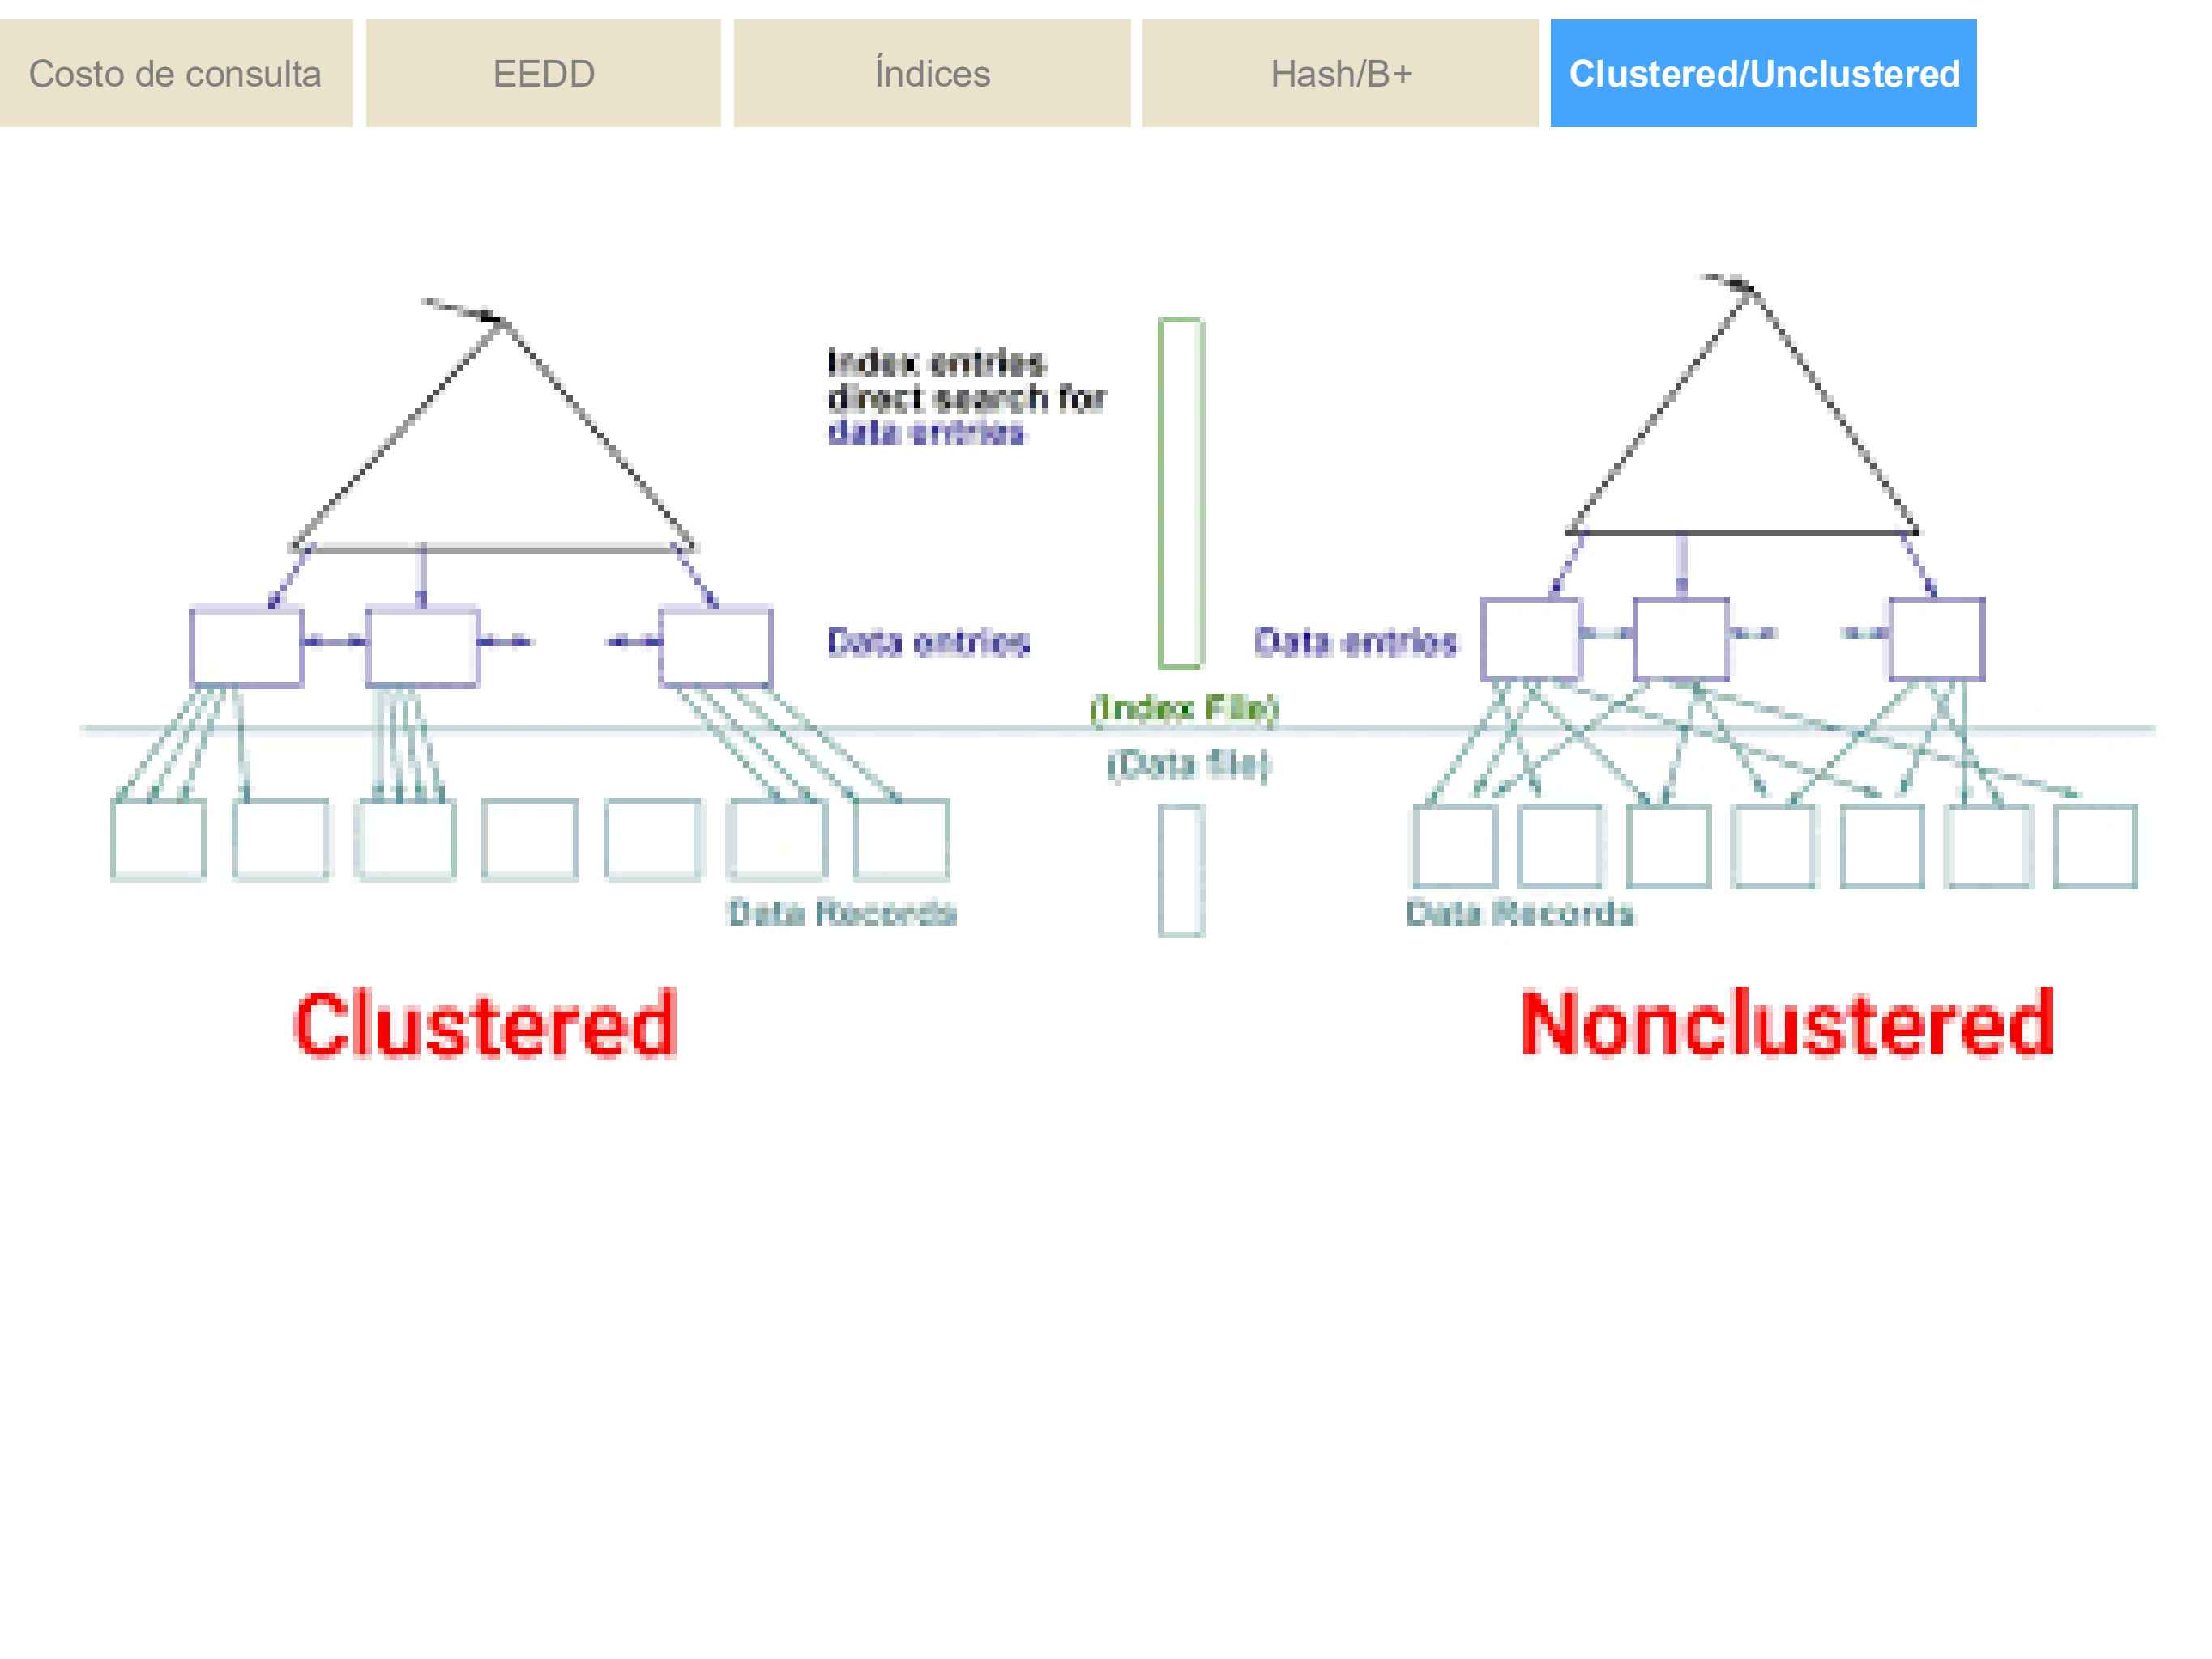 Costo de consulta
EEDD
Índices
Hash/B+
Clustered/Unclustered
Index entries
direct search for
data entries
Data entries
Data entries
(Index File)
(Data file)
Data Records
Data Records
Clustered
Nonclustered